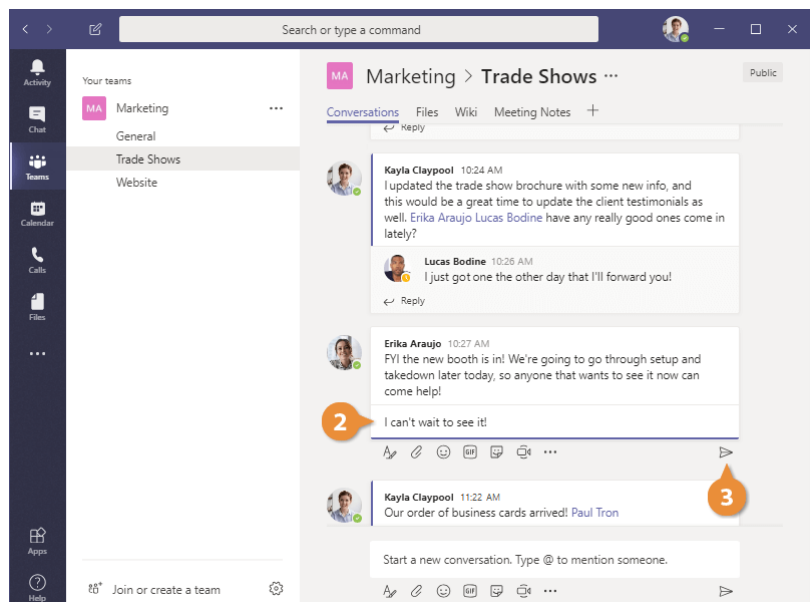 Search or type a command
Activity
Chat
Teams
Calendar
Calls
Files
Apps
Help
Your teams
MA Marketing
General
Trade Shows
Website
Join or create a team
MA Marketing > Trade Shows
Public
Conversations Files Wiki Meeting Notes
Reply
Kayla Claypool 10:24 AM
I updated the trade show brochure with some new info, and
this would be a great time to update the client testimonials as
well. Erika Araujo Lucas Bodine have any really good ones come in
lately?
Lucas Bodine 10:26 AM
I just got one the other day that I'll forward you!
Reply
Erika Araujo 10:27 AM
FYI the new booth is in! We're going to go through setup and
takedown later today, so anyone that wants to see it now can
come help!
2
I can't wait to see it!
GIF
3
Kayla Claypool 11:22 AM
Our order of business cards arrived! Paul Tron
Start a new conversation. Type @ to mention someone.
GIF